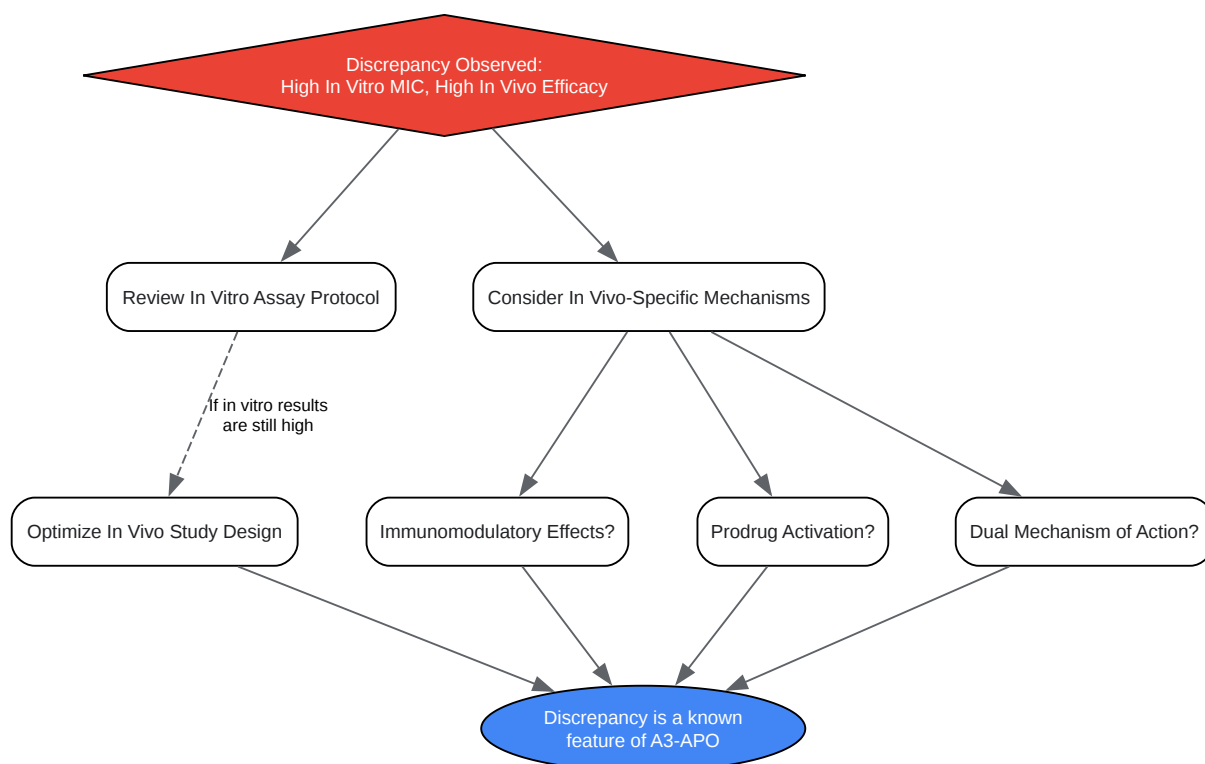 Discrepancy Observed:
High In Vitro MIC, High In Vivo Efficacy
Review In Vitro Assay Protocol
Consider In Vivo-Specific Mechanisms
If in vitro results
are still high
Optimize In Vivo Study Design
Immunomodulatory Effects?
Prodrug Activation?
Dual Mechanism of Action?
Discrepancy is a known
feature of A3-APO